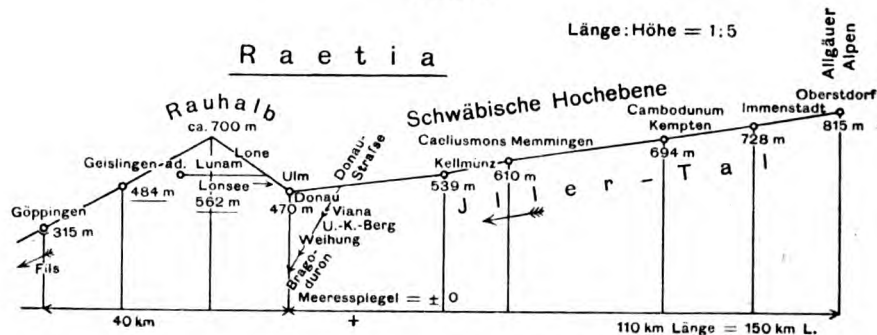 Länge:Höhe = 1:5
Raetia
Allgäuer
Alpen
Rauhalb
ca. 700 m
Schwäbische Hochebene
Oberstdorf
815 m
Cambodunum
Kempten
694 m
Immenstadt
728 m
Caeliusmons Memmingen
Kellmünz
539 m
610 m
Jller-Tal
Geislingen-ad. Lunam
484 m
Lone
Lonsee
562 m
Ulm
Donau
470 m
Donau-
Straſse
Viana
U.-K.-Berg
Weihung
Brago-
duron
Göppingen
315 m
Fils
Meeresspiegel = ± 0
40 km
+
110 km Länge = 150 km L.